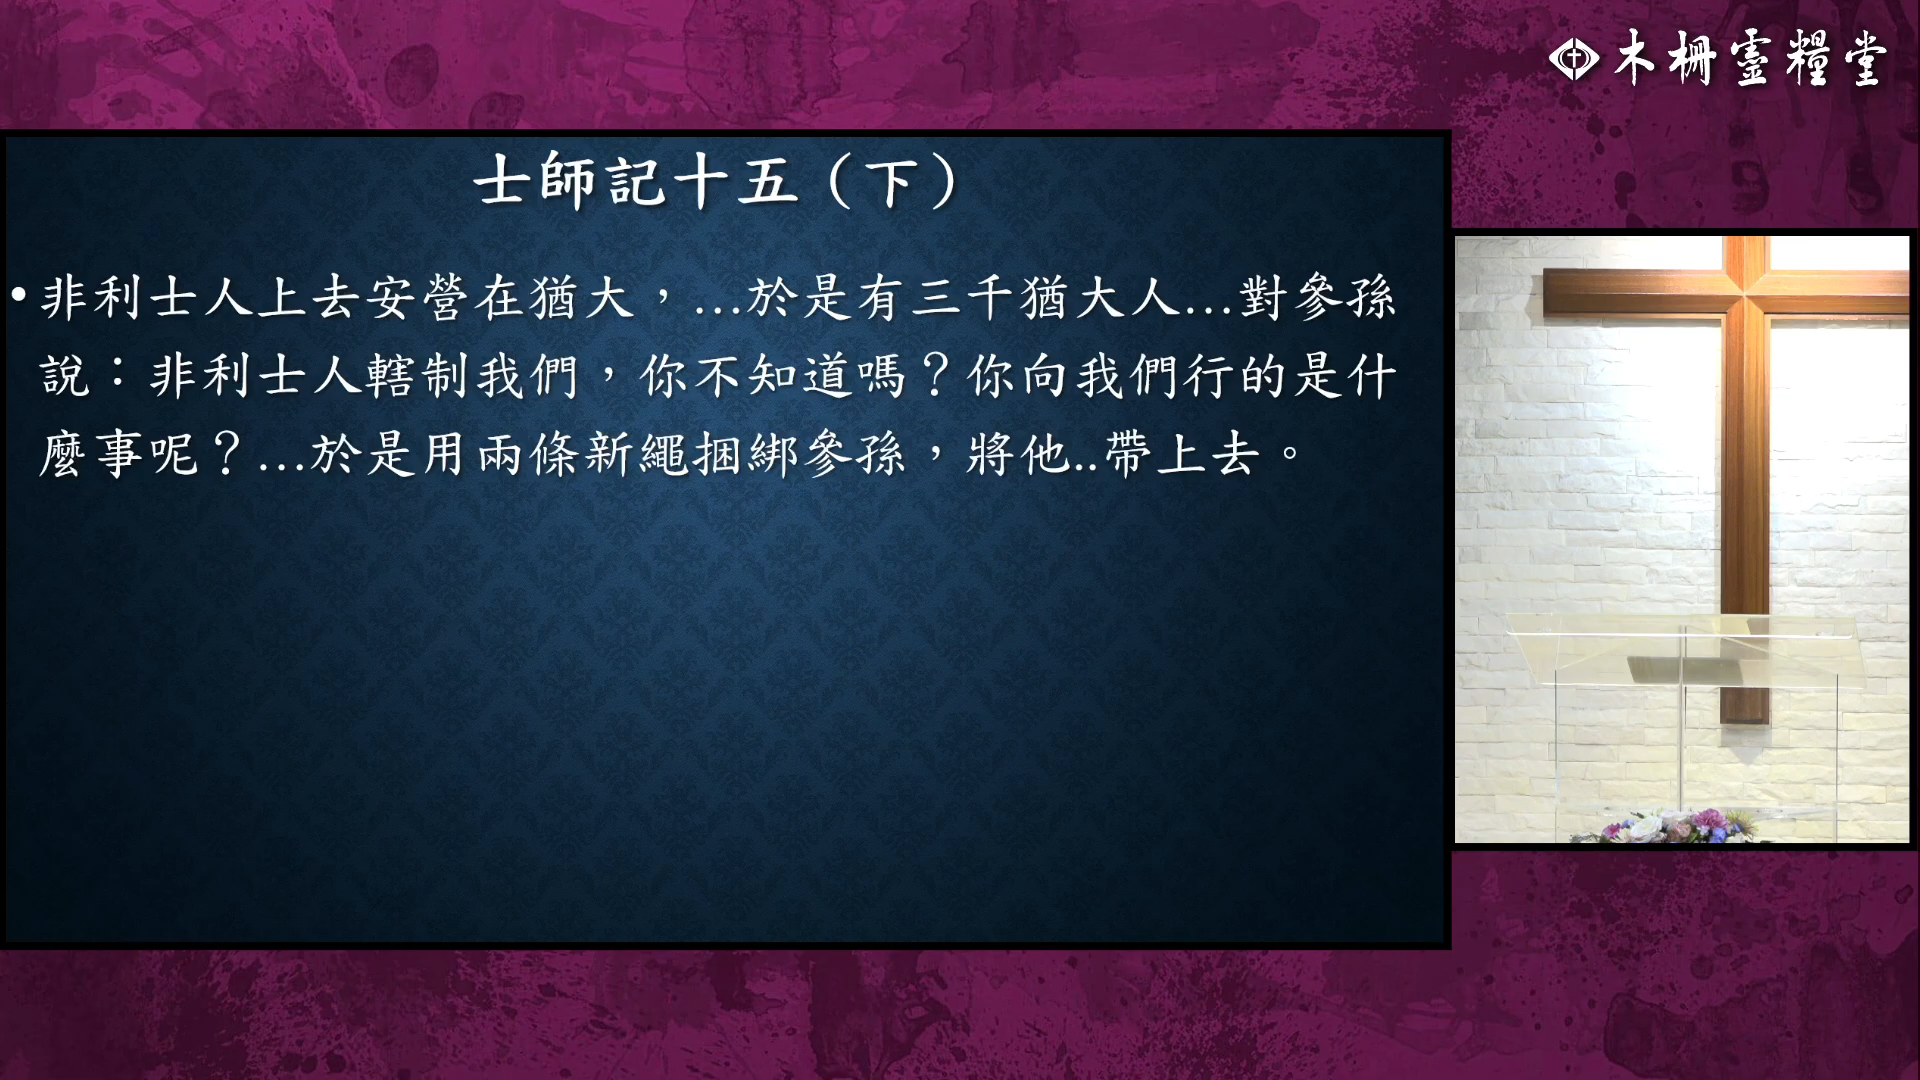 木柵靈糧堂
士師記十五（下）
•非利士人上去安營在猶大，…於是有三千猶大人…對參孫
說：非利士人轄制我們，你不知道嗎？你向我們行的是什
麼事呢？…於是用兩條新繩捆綁參孫，將他..帶上去。